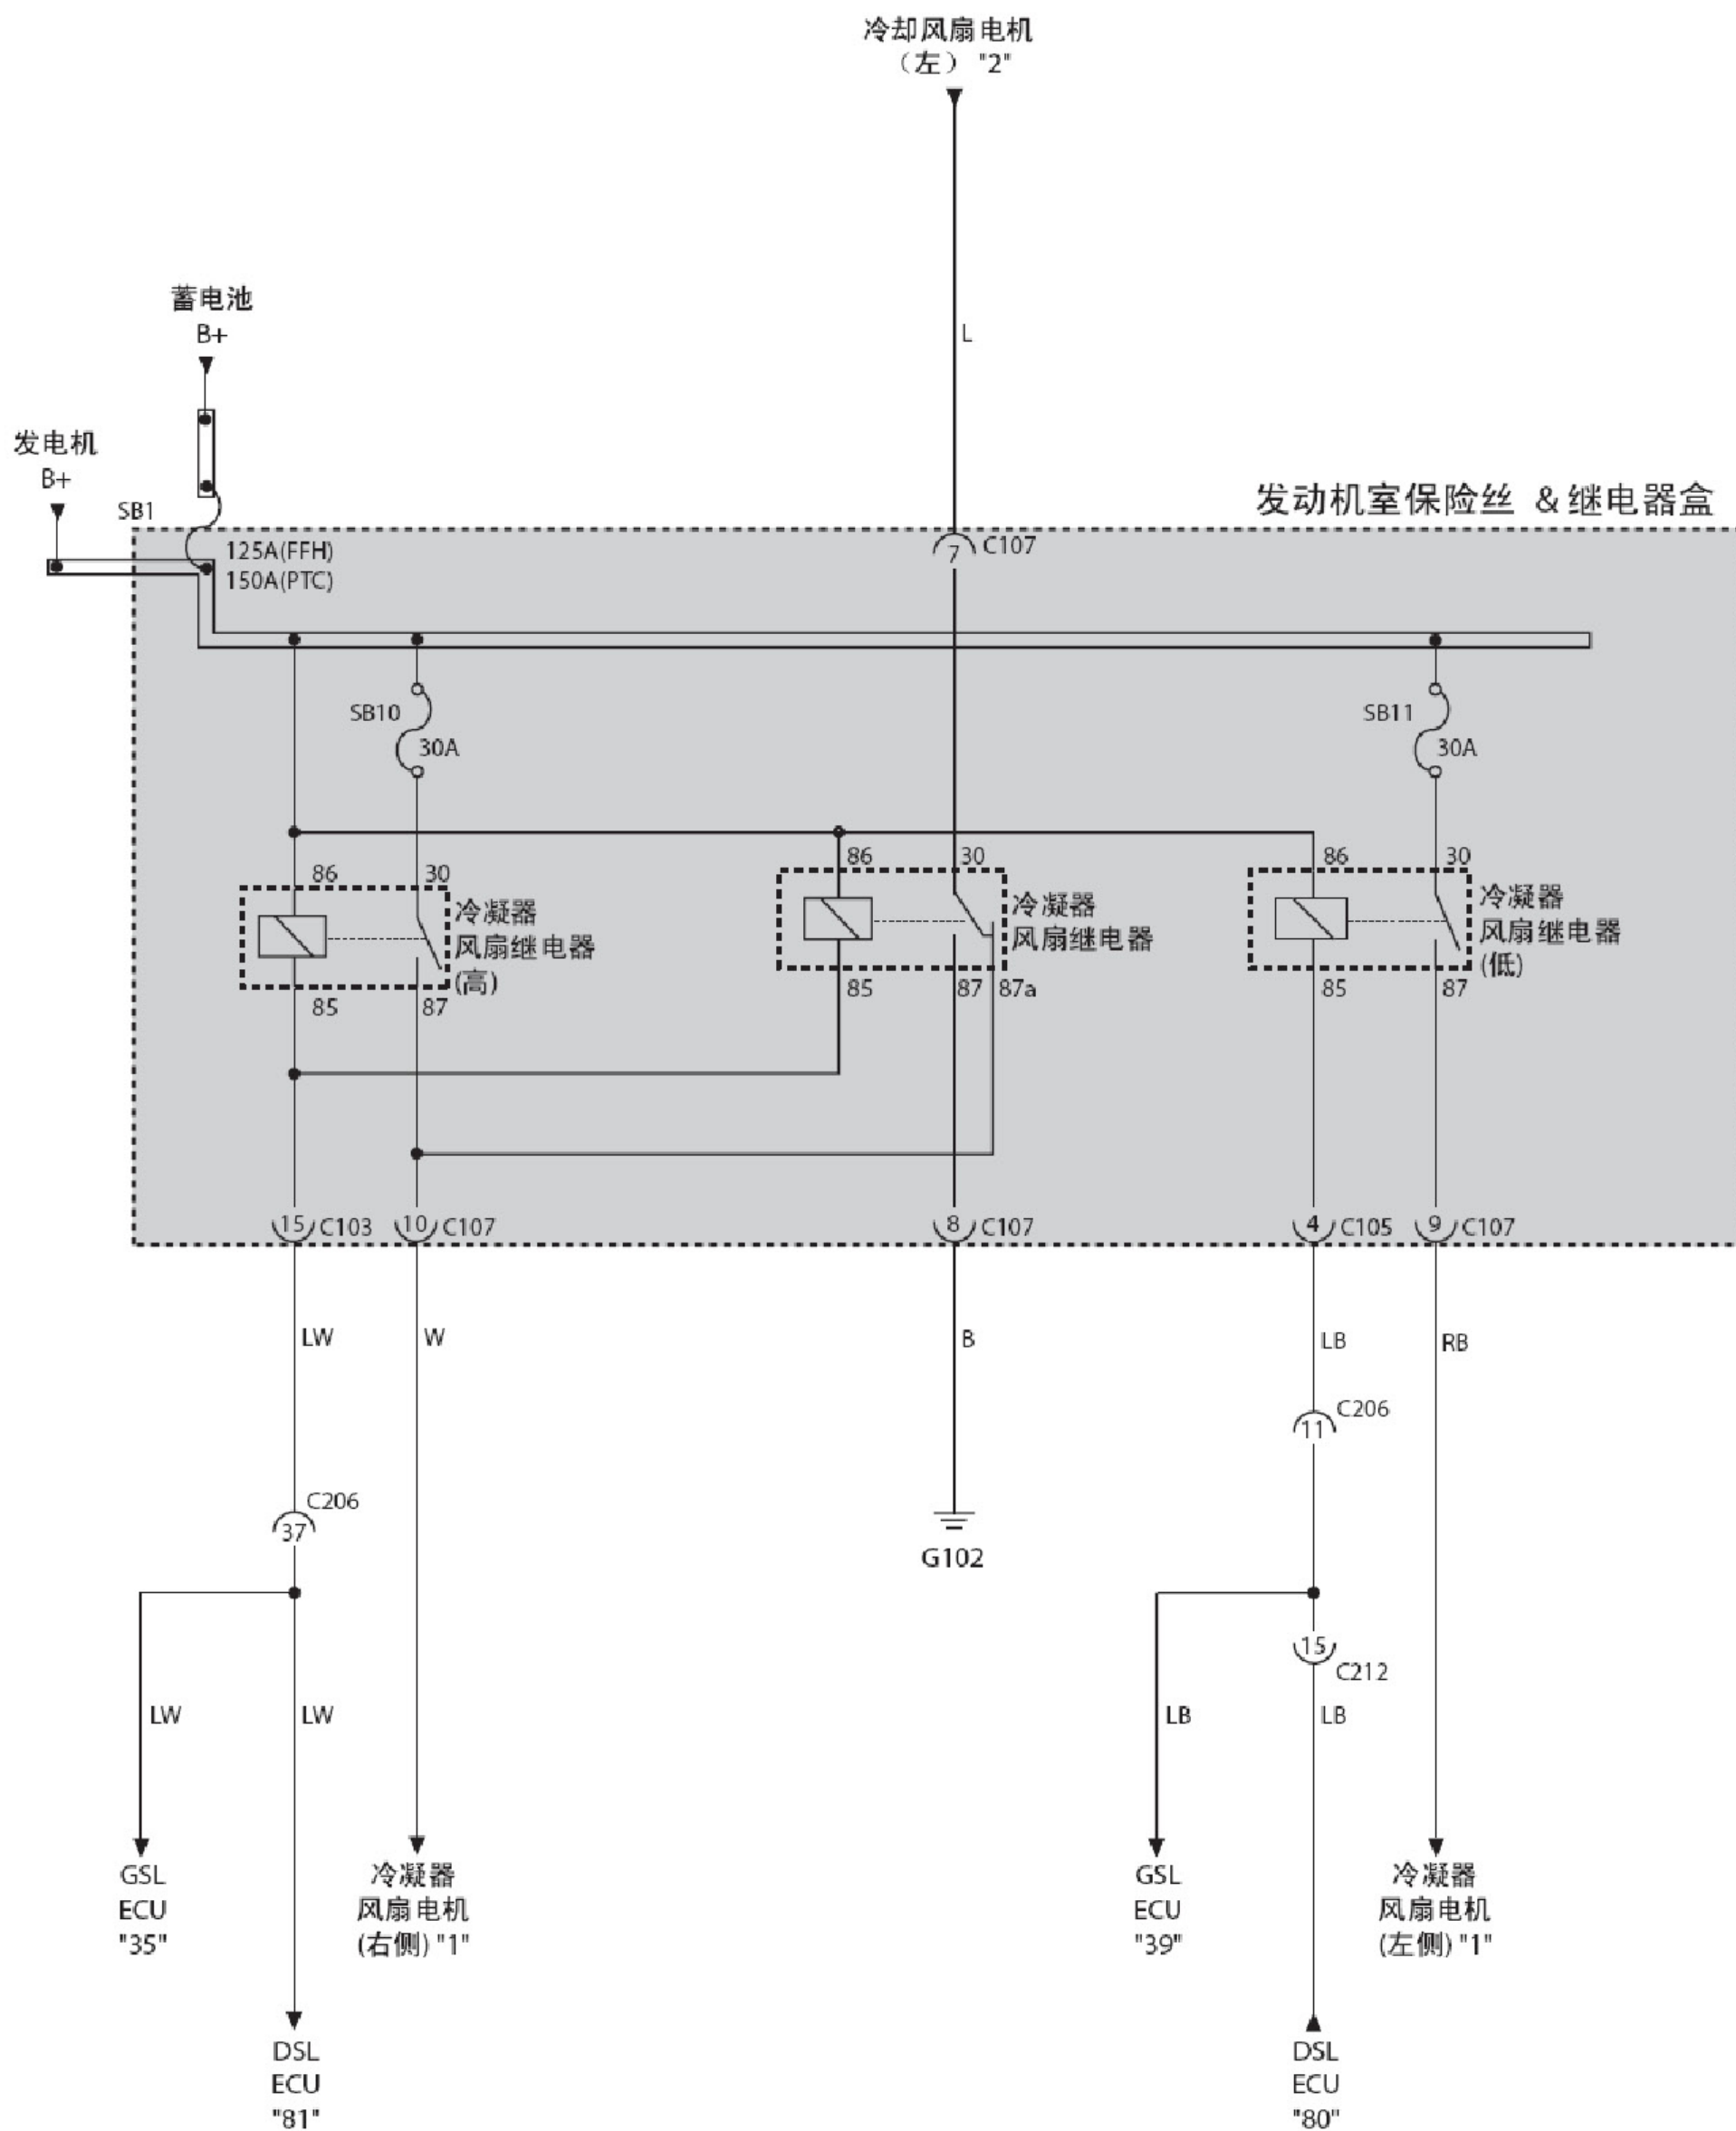 冷却风扇电机
（左） "2"
L
蓄电池
B+
发电机
B+
SB1
发动机室保险丝 &继电器盒
125A(FFH)
150A(PTC)
7
C107
SB10
30A
SB11
30A
86
30
冷凝器
风扇继电器
(高)
85
87
86
30
冷凝器
风扇继电器
85
87
87a
86
30
冷凝器
风扇继电器
(低)
85
87
15
C103
10
C107
8
C107
4
C105
9
C107
LW
W
B
LB
RB
C206
11
C206
37
G102
15
C212
LW
LW
LB
LB
GSL
ECU
"35"
冷凝器
风扇电机
(右侧) "1"
GSL
ECU
"39"
冷凝器
风扇电机
(左侧) "1"
DSL
ECU
"81"
DSL
ECU
"80"